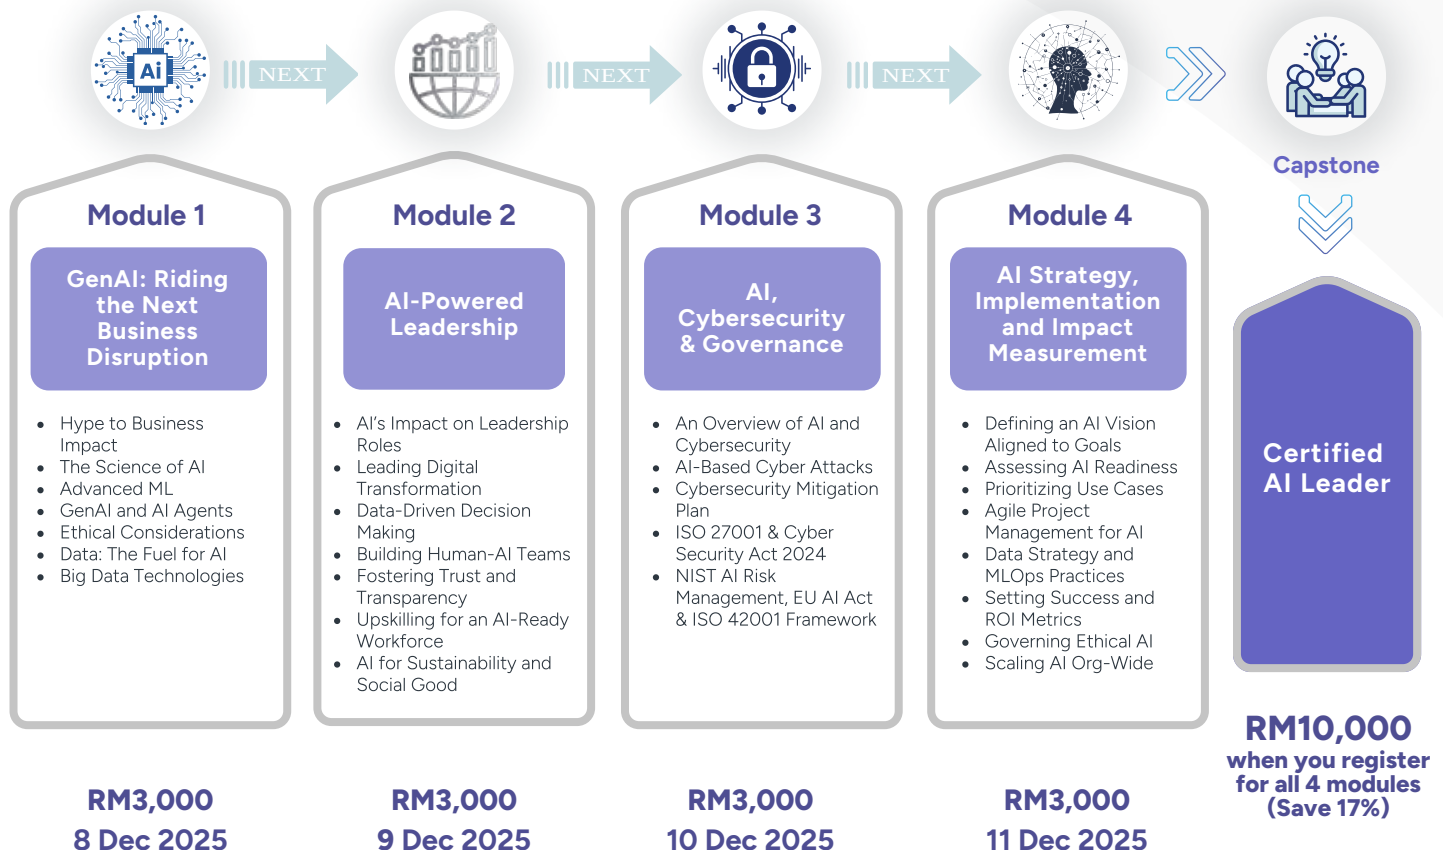 Ai
NEXT
NEXT
NEXT
Capstone
Module 1
GenAI: Riding
the Next
Business
Disruption
Hype to Business
Impact
The Science of AI
Advanced ML
GenAI and AI Agents
Ethical Considerations
Data: The Fuel for AI
Big Data Technologies
RM3,000
8 Dec 2025
Module 2
AI-Powered
Leadership
AI's Impact on Leadership
Roles
Leading Digital
Transformation
Data-Driven Decision
Making
Building Human-AI Teams
Fostering Trust and
Transparency
Upskilling for an AI-Ready
Workforce
AI for Sustainability and
Social Good
RM3,000
9 Dec 2025
Module 3
AI,
Cybersecurity
& Governance
An Overview of AI and
Cybersecurity
AI-Based Cyber Attacks
Cybersecurity Mitigation
Plan
ISO 27001 & Cyber
Security Act 2024
NIST AI Risk
Management, EU AI Act
& ISO 42001 Framework
RM3,000
10 Dec 2025
Module 4
AI Strategy,
Implementation
and Impact
Measurement
Defining an AI Vision
Aligned to Goals
Assessing AI Readiness
Prioritizing Use Cases
Agile Project
Management for AI
Data Strategy and
MLOps Practices
Setting Success and
ROI Metrics
Governing Ethical AI
Scaling AI Org-Wide
RM3,000
11 Dec 2025
Certified
AI Leader
RM10,000
when you register
for all 4 modules
(Save 17%)